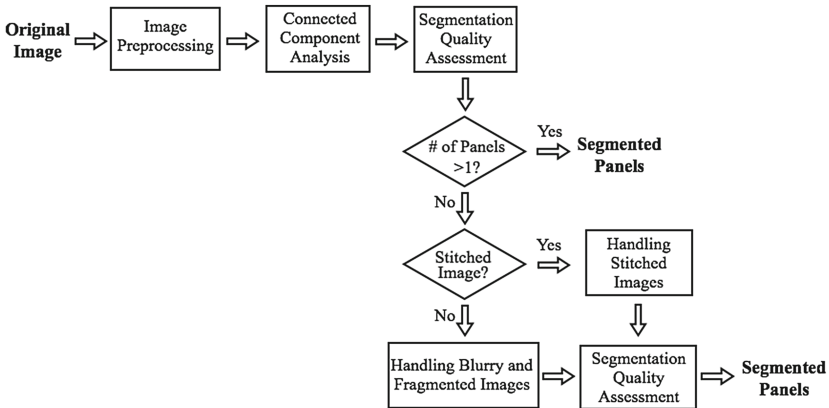 Original
Image
Image
Preprocessing
Connected
Component
Analysis
Segmentation
Quality
Assessment
# of Panels
>1?
Yes
Segmented
Panels
No
Stitched
Image?
Yes
Handling
Stitched
Images
No
Handling Blurry and
Fragmented Images
Segmentation
Quality
Assessment
Segmented
Panels